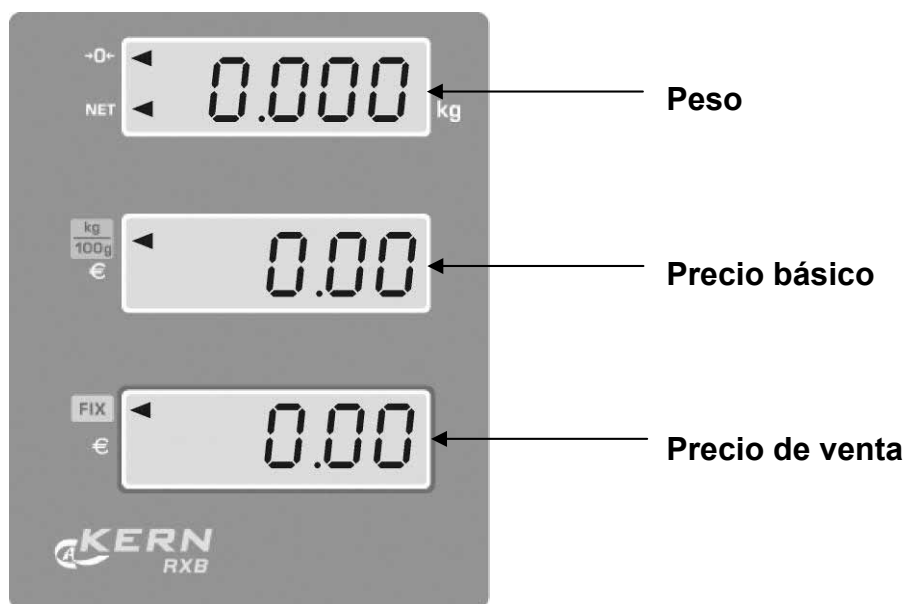 →0←
0.000
NET
kg
Peso
kg
100g
€
0.00
Precio básico
FIX
€
0.00
Precio de venta
KERN
RXB